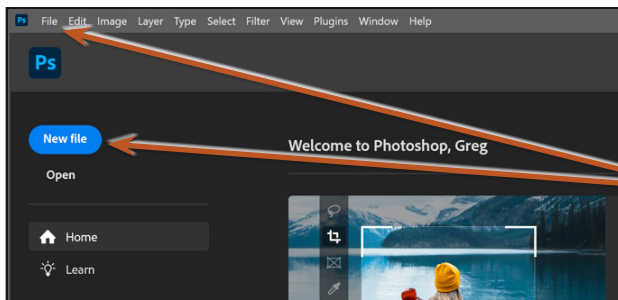 Ps File Edit Image Layer Type Select Filter View Plugins Window Help
Ps
New file
Welcome to Photoshop, Greg
Open
Home
Learn